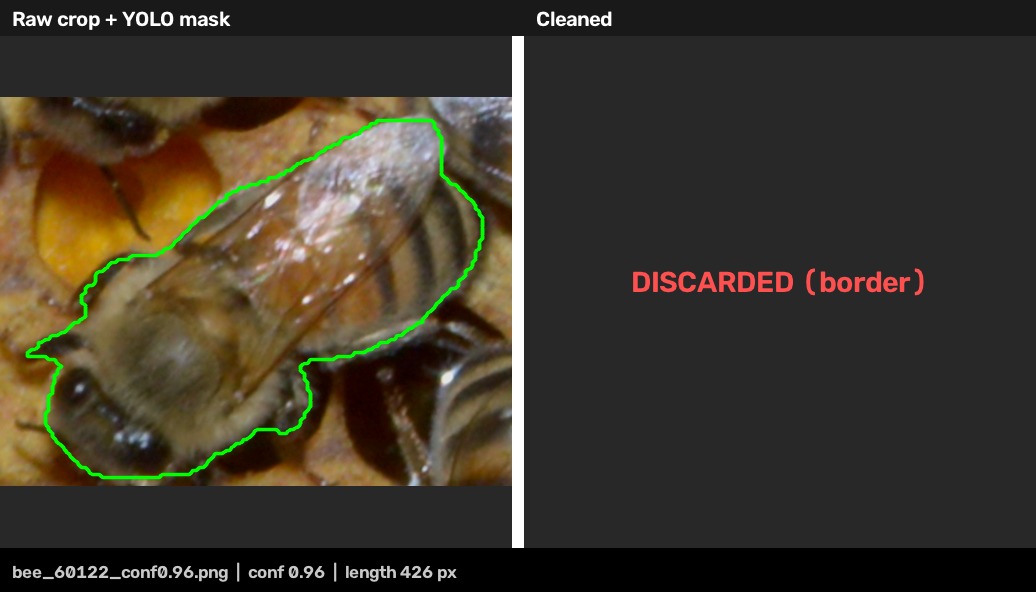 Raw crop + YOLO mask
Cleaned
DISCARDED (border)
bee_60122_conf0.96.png | conf 0.96 | length 426 px